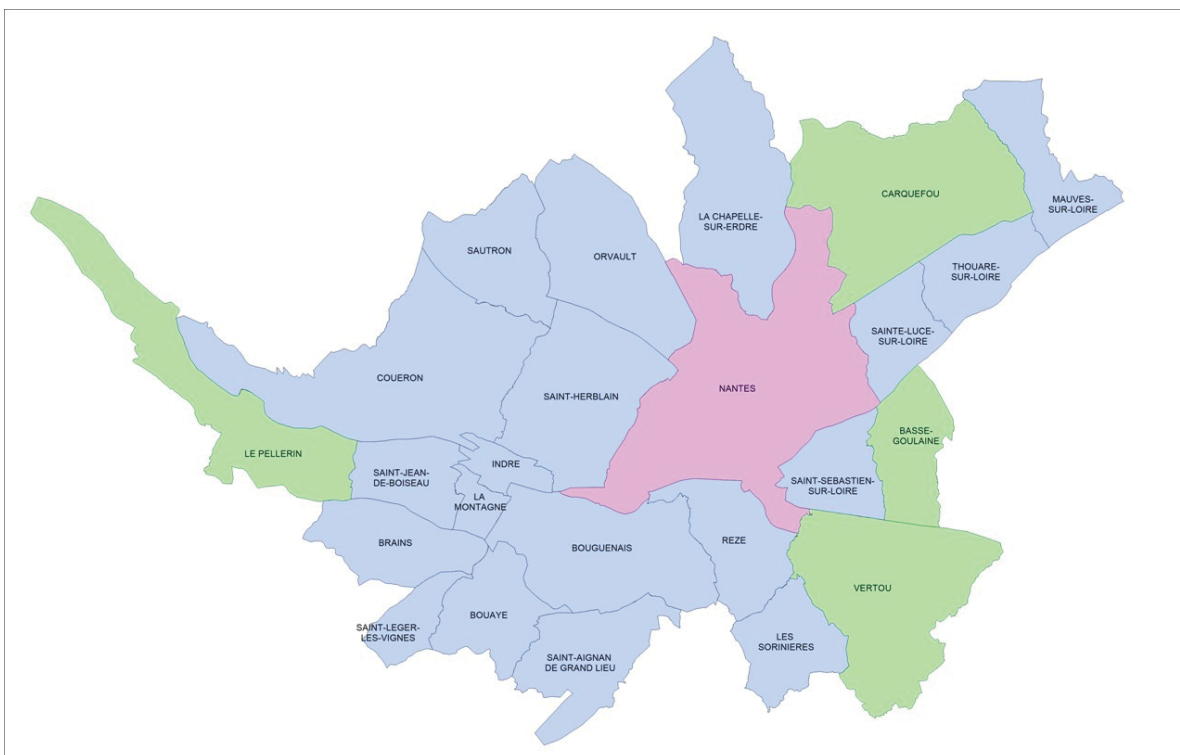 CARQUEFOU
MAUVES-
SUR-LOIRE
LA CHAPELLE-
SUR-ERDRE
SAUTRON
ORVAULT
THOUARE-
SUR-LOIRE
SAINTE-LUCE-
SUR-LOIRE
COUERON
NANTES
SAINT-HERBLAIN
BASSE-
GOULAINE
LE PELLERIN
INDRE
SAINT-JEAN-
DE-BOISEAU
SAINT-SEBASTIEN-
SUR-LOIRE
LA
MONTAGNE
BRAINS
BOUGUENAIS
REZE
VERTOU
BOUAYE
SAINT-LEGER-
LES-VIGNES
LES
SORINIERES
SAINT-AIGNAN
DE GRAND LIEU